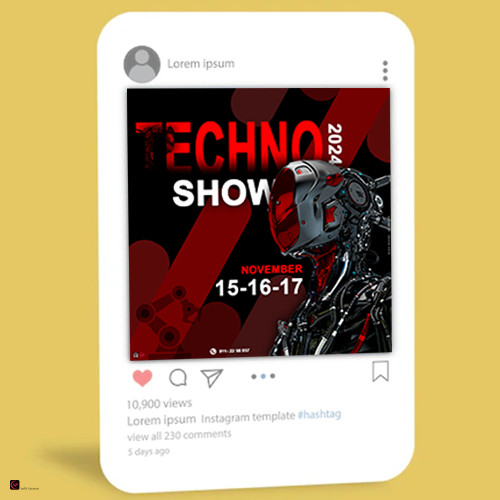 Lorem ipsum
TECHNO
2024
SHOW
NOVEMBER
15-16-17
10,900 views
Lorem ipsum Instagram template #hashtag
view all 230 comments
5 days ago